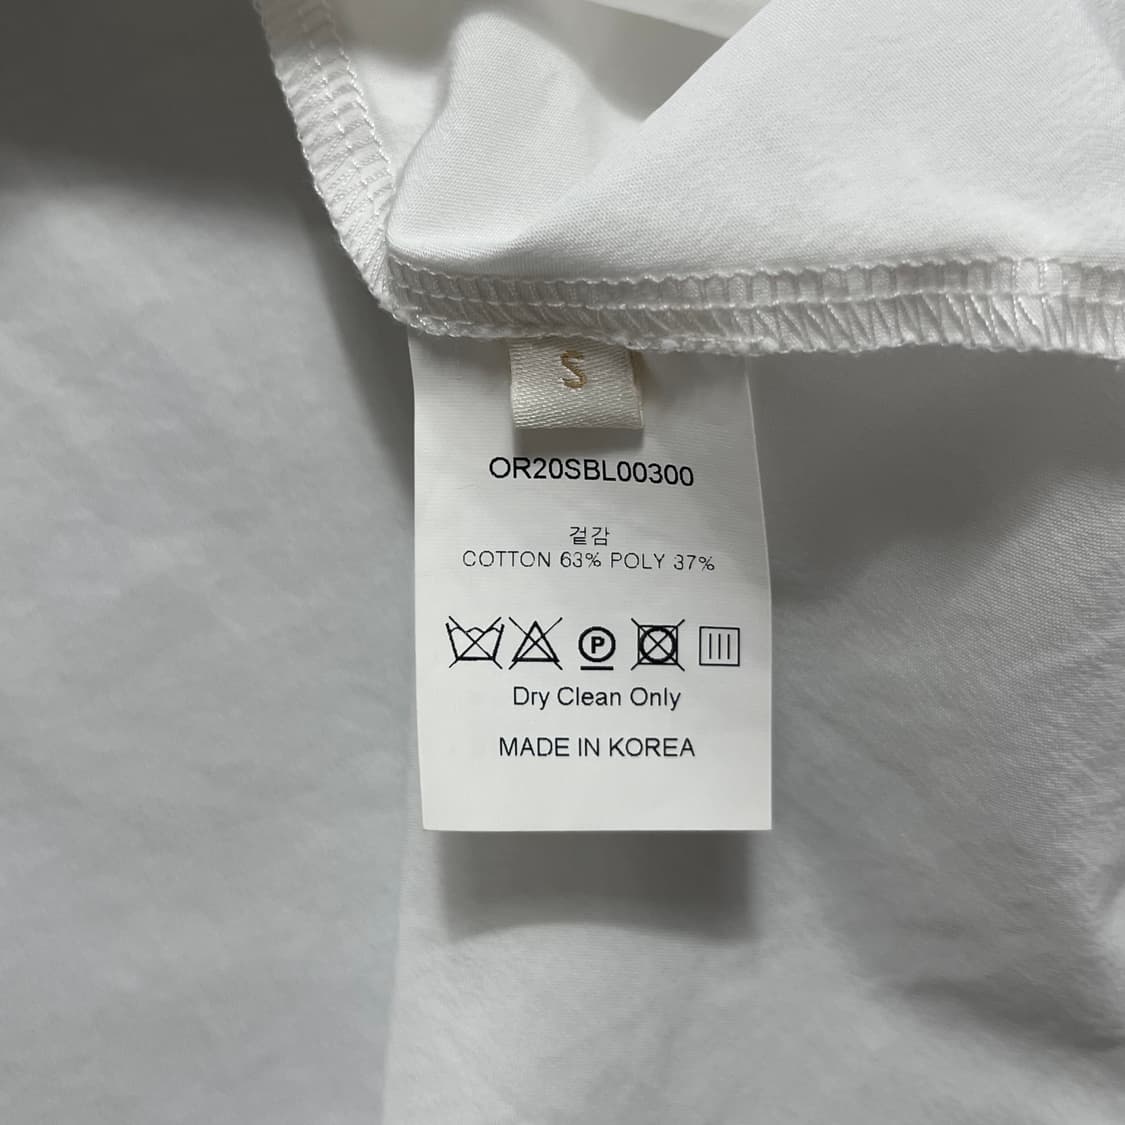 S
OR20SBL00300
겉감
COTTON 63% POLY 37%
P
Dry Clean Only
MADE IN KOREA